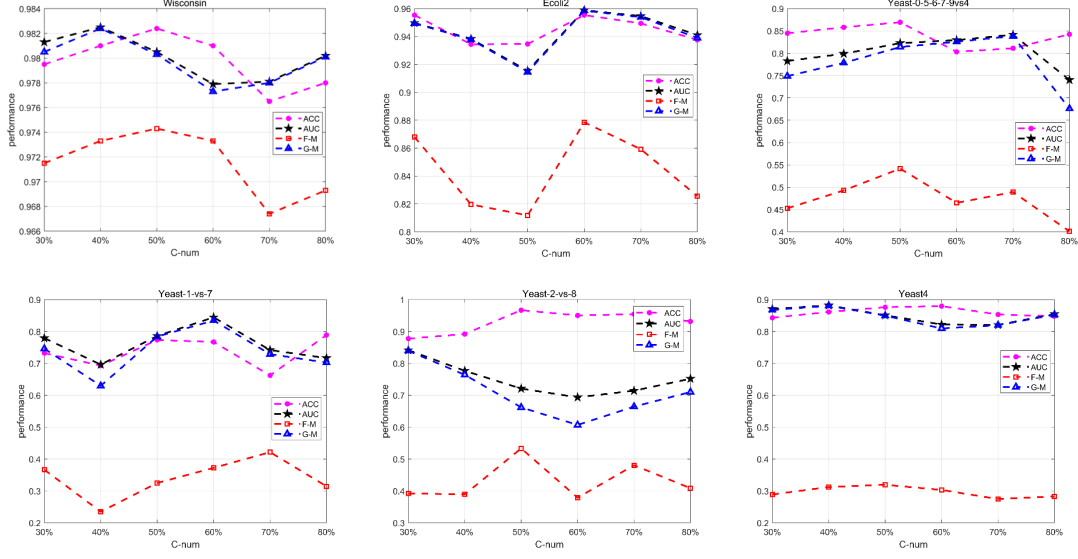 Wisconsin
0.984
0.982
0.98
0.978
0.976
0.974
0.972
0.97
0.968
0.966
performance
ACC
AUC
F-M
G-M
30% 40% 50% 60% 70% 80%
C-num
Ecoli2
0.96
0.94
0.92
0.9
0.88
0.86
0.84
0.82
0.8
performance
ACC
AUC
F-M
G-M
30% 40% 50% 60% 70% 80%
C-num
Yeast-0-5-6-7-9vs4
0.9
0.85
0.8
0.75
0.7
0.65
0.6
0.55
0.5
0.45
0.4
performance
ACC
AUC
F-M
G-M
30% 40% 50% 60% 70% 80%
C-num
Yeast-1-vs-7
0.9
0.8
0.7
0.6
0.5
0.4
0.3
0.2
performance
ACC
AUC
F-M
G-M
30% 40% 50% 60% 70% 80%
C-num
Yeast-2-vs-8
1
0.9
0.8
0.7
0.6
0.5
0.4
0.3
performance
ACC
AUC
F-M
G-M
30% 40% 50% 60% 70% 80%
C-num
Yeast4
0.9
0.8
0.7
0.6
0.5
0.4
0.3
0.2
performance
ACC
AUC
F-M
G-M
30% 40% 50% 60% 70% 80%
C-num